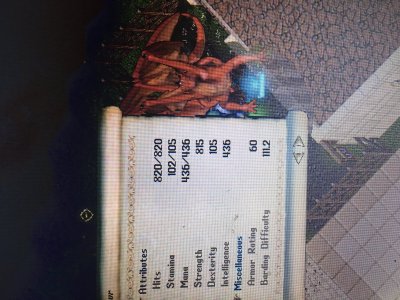 Attributes
Hits 820/820
Stamina 102/105
Mana 436/436
Strength 815
Dexterity 105
Intelligence 436
Miscellaneous
Armor Rating 60
Barding Difficulty 111.2